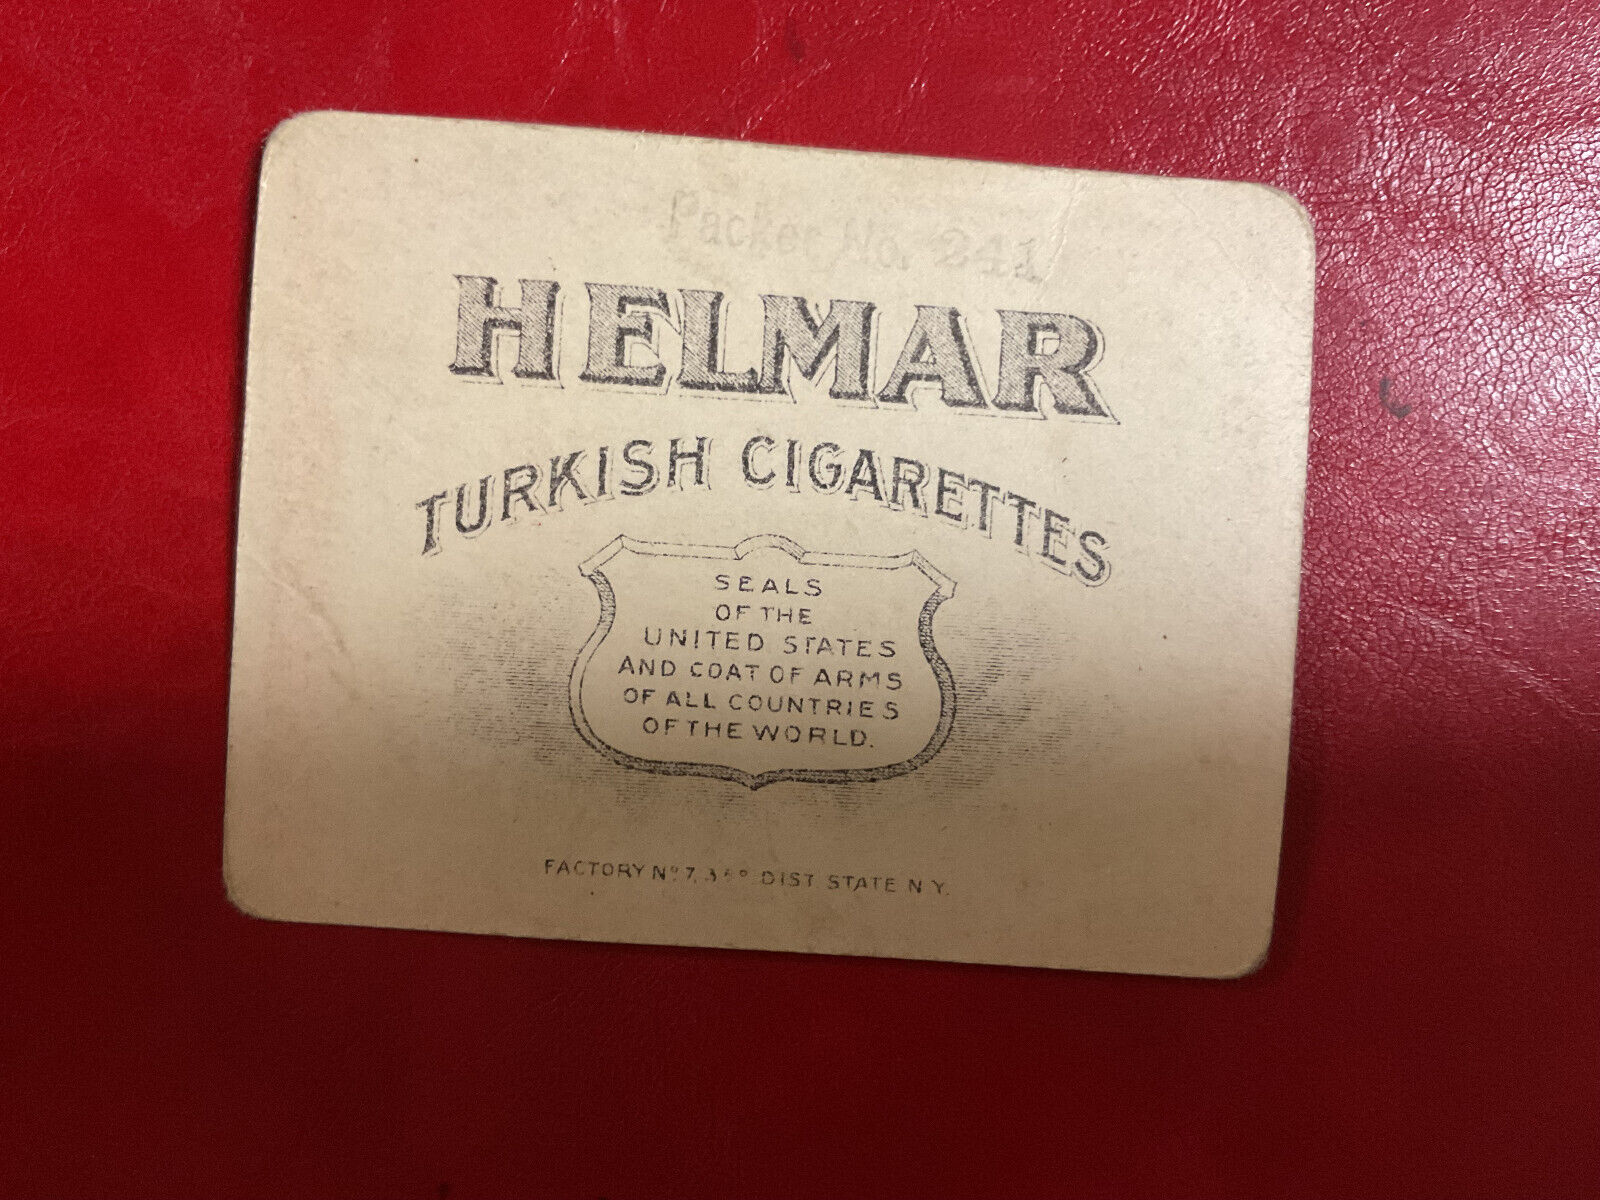 Packer No. 241
HELMAR
TURKISH CIGARETTES
SEALS
OF THE
UNITED STATES
AND COAT OF ARMS
OF ALL COUNTRIES
OF THE WORLD.
FACTORY Nº 7, DIST. STATE N.Y.